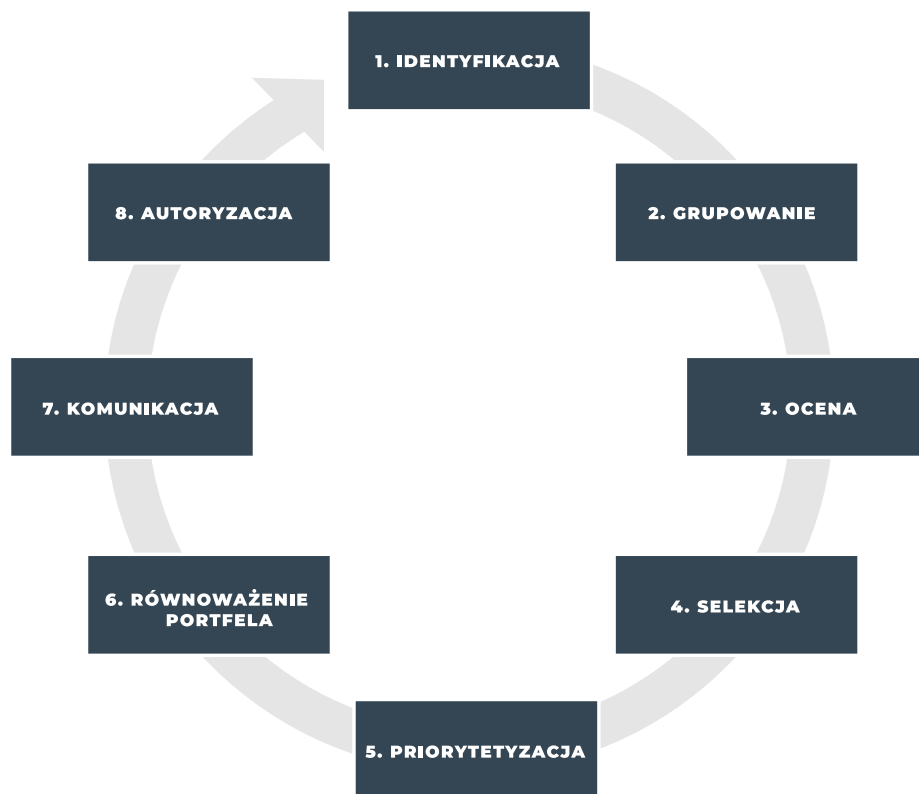 1. IDENTYFIKACJA
2. GRUPOWANIE
3. OCENA
4. SELEKCJA
5. PRIORYTETYZACJA
6. RÓWNOWAŻENIE
PORTFELA
7. KOMUNIKACJA
8. AUTORYZACJA